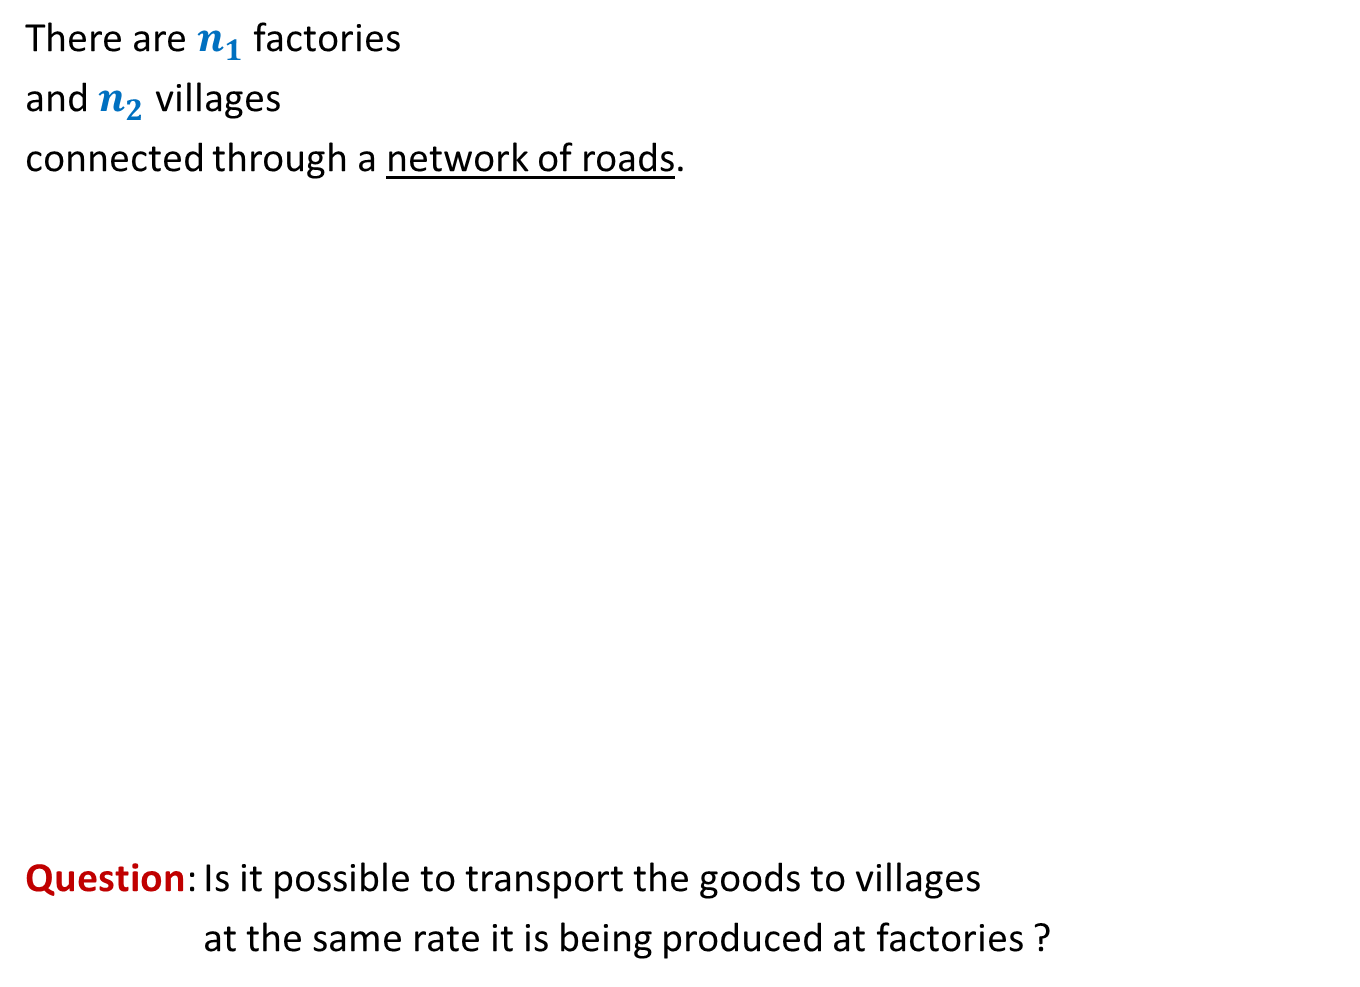 There are n₁ factories
and n₂ villages
connected through a network of roads.
Question: Is it possible to transport the goods to villages
at the same rate it is being produced at factories ?